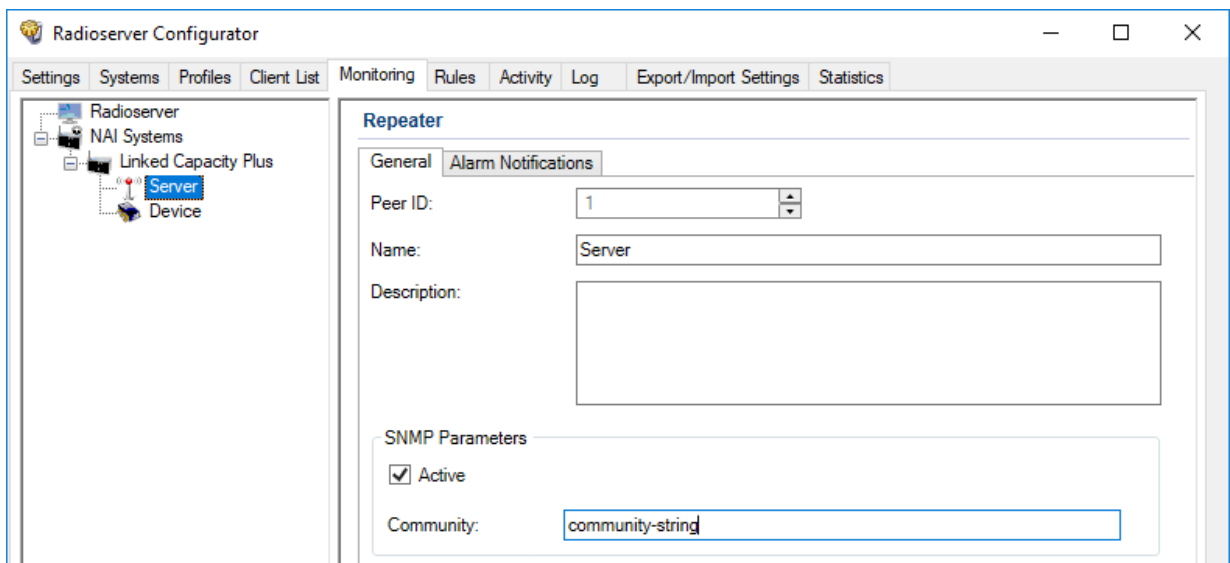 Radioserver Configurator
Settings Systems Profiles Client List Monitoring Rules Activity Log Export/Import Settings Statistics
Radioserver
NAI Systems
Linked Capacity Plus
Server
Device
Repeater
General Alarm Notifications
Peer ID: 1
Name: Server
Description:
SNMP Parameters
Active
Community: community-string